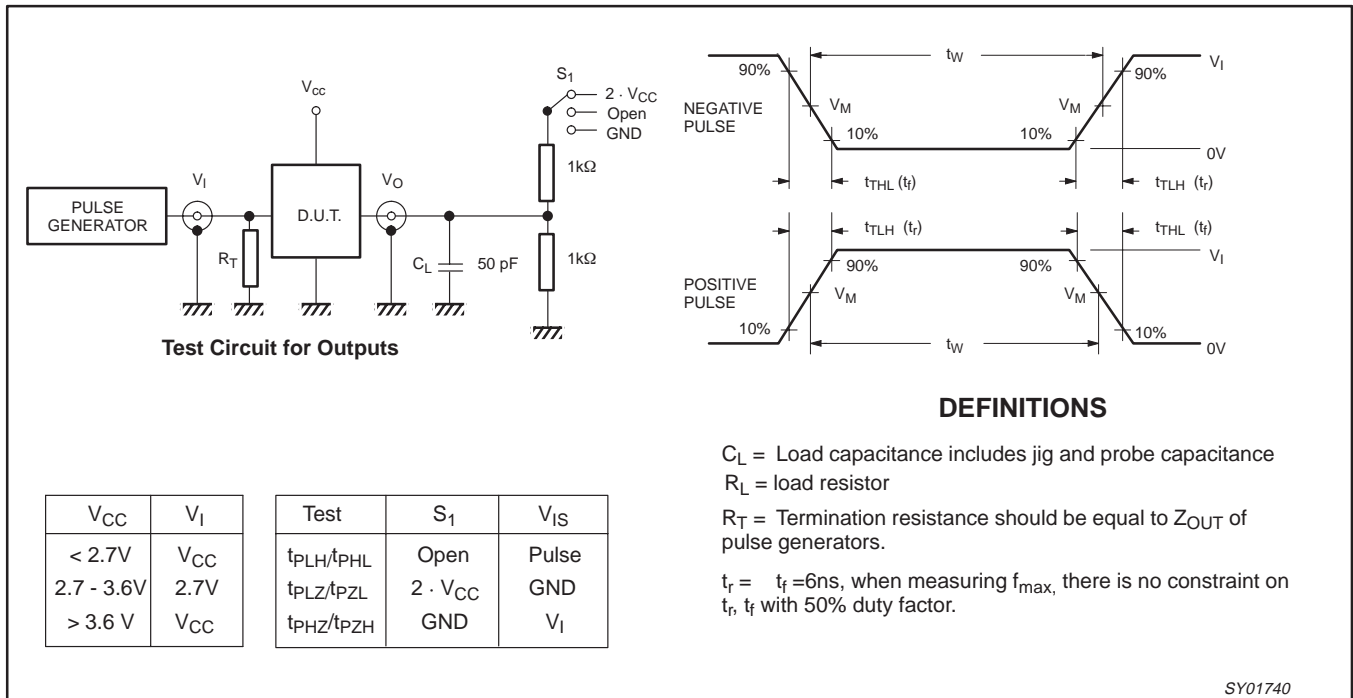 S1
Vcc
2 · VCC
Open
GND
1kΩ
VI
VO
PULSE
GENERATOR
D.U.T.
RT
CL
50 pF
1kΩ
Test Circuit for Outputs
tW
90%
90%
VI
NEGATIVE
PULSE
VM
VM
10%
10%
0V
tTHL (tf)
tTLH (tr)
tTLH (tr)
tTHL (tf)
VI
90%
90%
POSITIVE
PULSE
VM
VM
10%
10%
tW
0V
DEFINITIONS
CL = Load capacitance includes jig and probe capacitance
RL = load resistor
RT = Termination resistance should be equal to ZOUT of
pulse generators.
tr = tf =6ns, when measuring fmax, there is no constraint on
tr, tf with 50% duty factor.
VCC VI
< 2.7V VCC
2.7 - 3.6V 2.7V
> 3.6 V VCC
Test S1 VIS
tPLH/tPHL Open Pulse
tPLZ/tPZL 2 · VCC GND
tPHZ/tPZH GND VI
SY01740